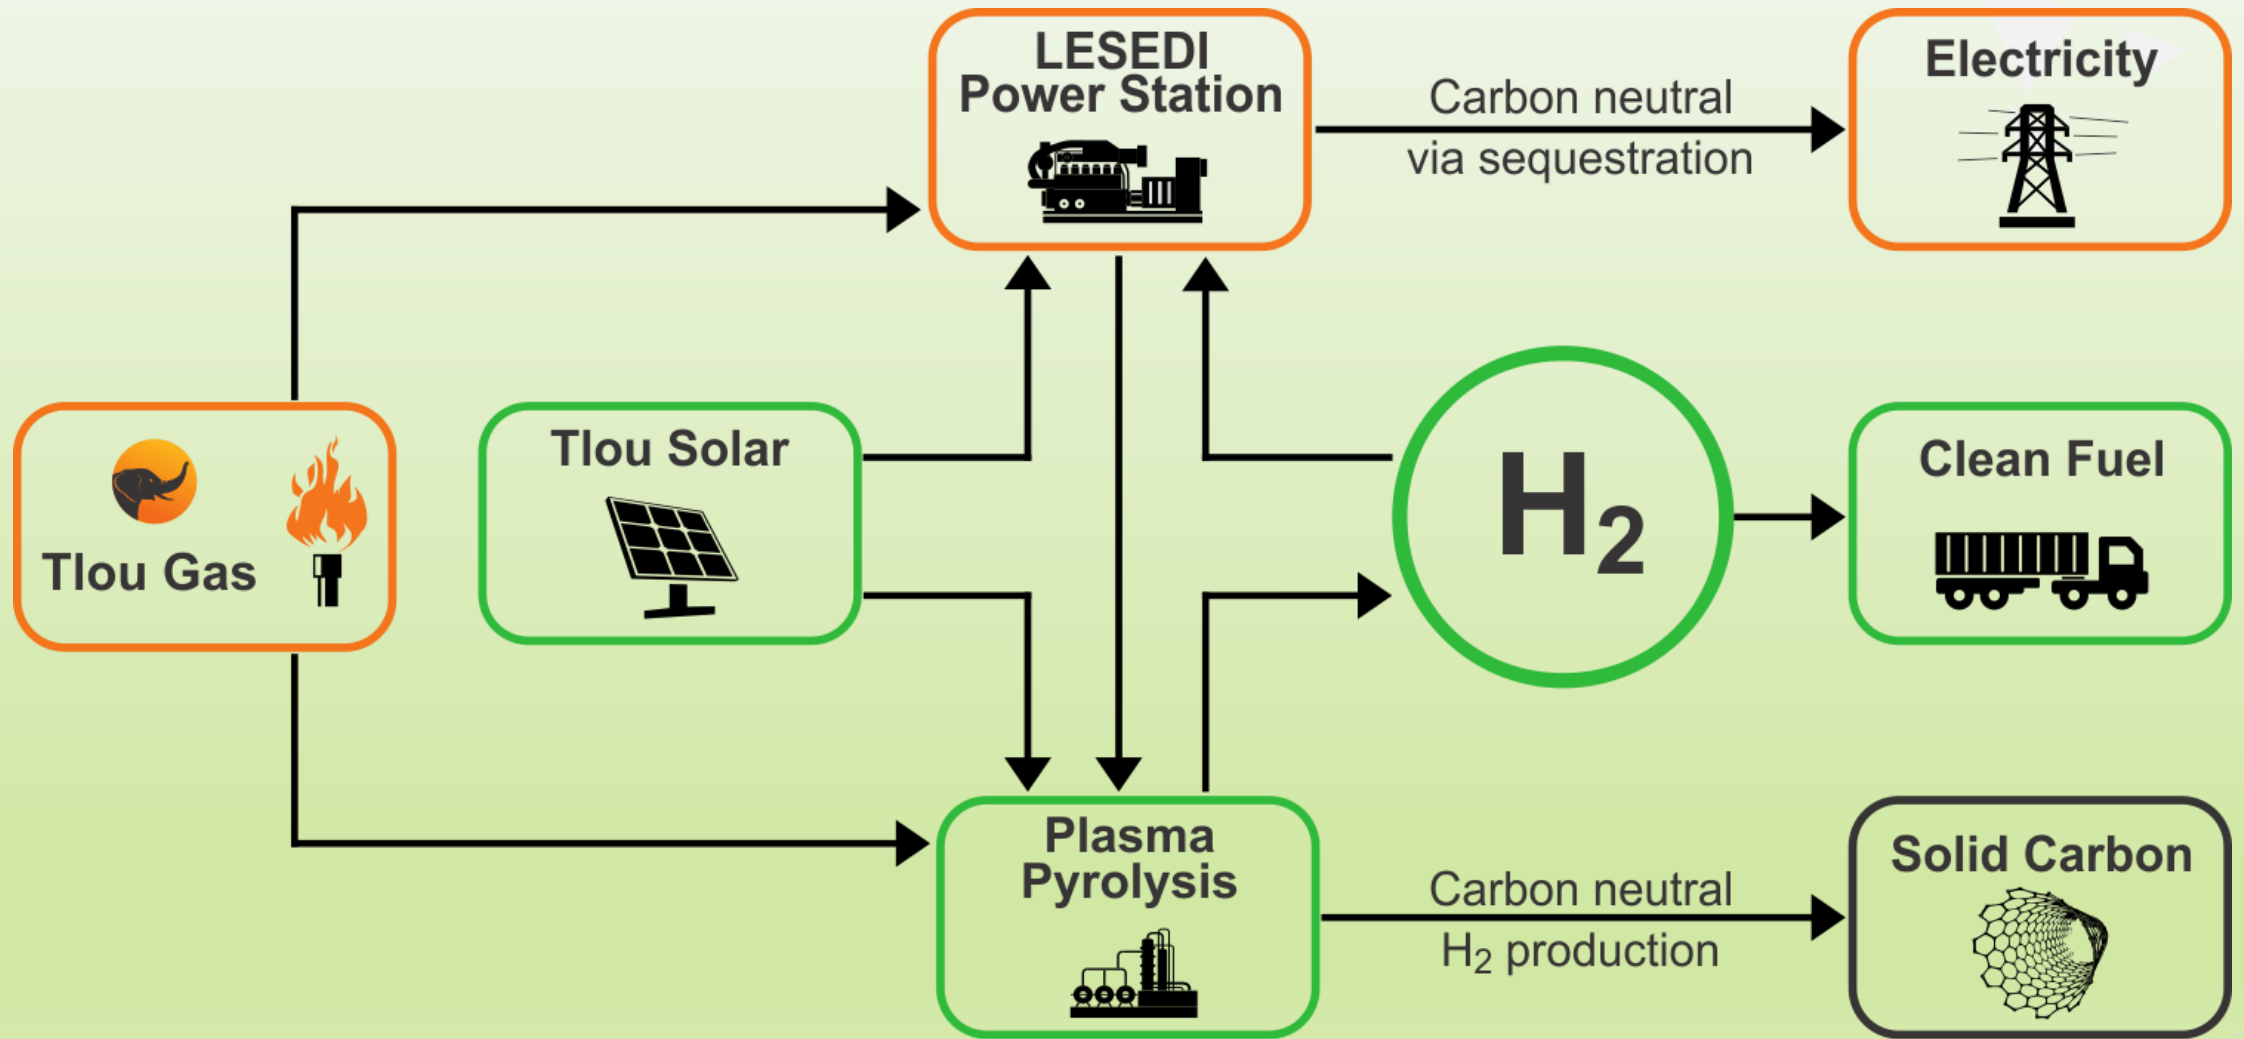 LESEDI
Power Station
Carbon neutral
via sequestration
Electricity
Tlou Gas
Tlou Solar
H₂
Clean Fuel
Plasma
Pyrolysis
Carbon neutral
H₂ production
Solid Carbon